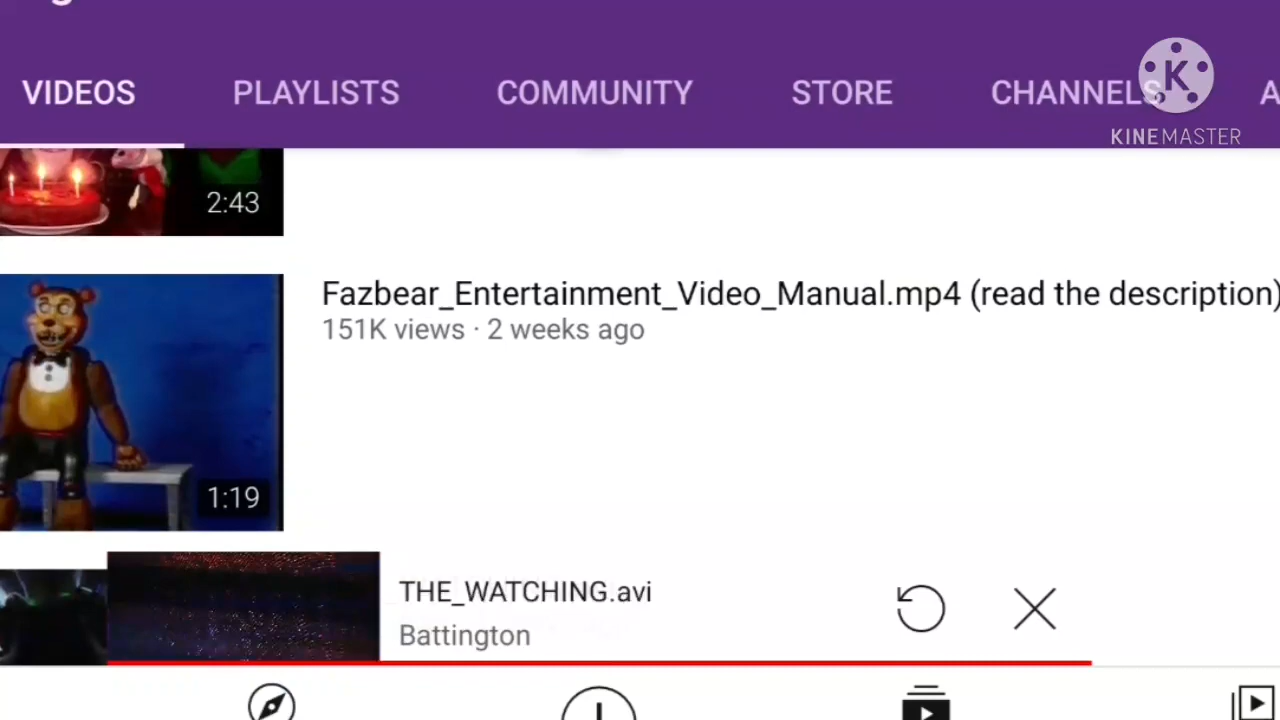 VIDEOS PLAYLISTS COMMUNITY STORE CHANNELS
K
KINEMASTER
2:43
Fazbear_Entertainment_Video_Manual.mp4 (read the description)
151K views · 2 weeks ago
1:19
THE_WATCHING.avi
Battington